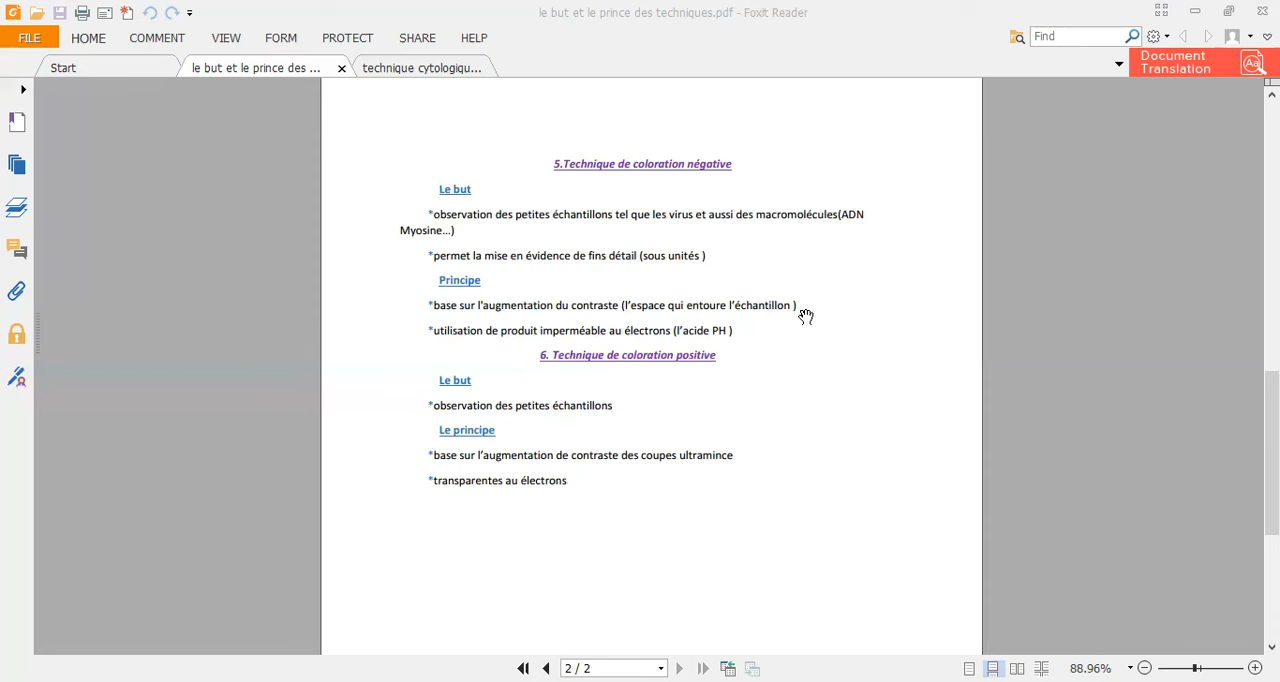 le but et le prince des techniques.pdf - Foxit Reader
FILE HOME COMMENT VIEW FORM PROTECT SHARE HELP
Find
Start
le but et le prince des ...
technique cytologiqu...
Document
Translation
5.Technique de coloration négative
Le but
*observation des petites échantillons tel que les virus et aussi des macromolécules(ADN
Myosine...)
*permet la mise en évidence de fins détail (sous unités )
Principe
*base sur l'augmentation du contraste (l'espace qui entoure l'échantillon )
*utilisation de produit imperméable au électrons (l'acide PH )
6. Technique de coloration positive
Le but
*observation des petites échantillons
Le principe
*base sur l'augmentation de contraste des coupes ultramince
*transparentes au électrons
2 / 2
88.96%